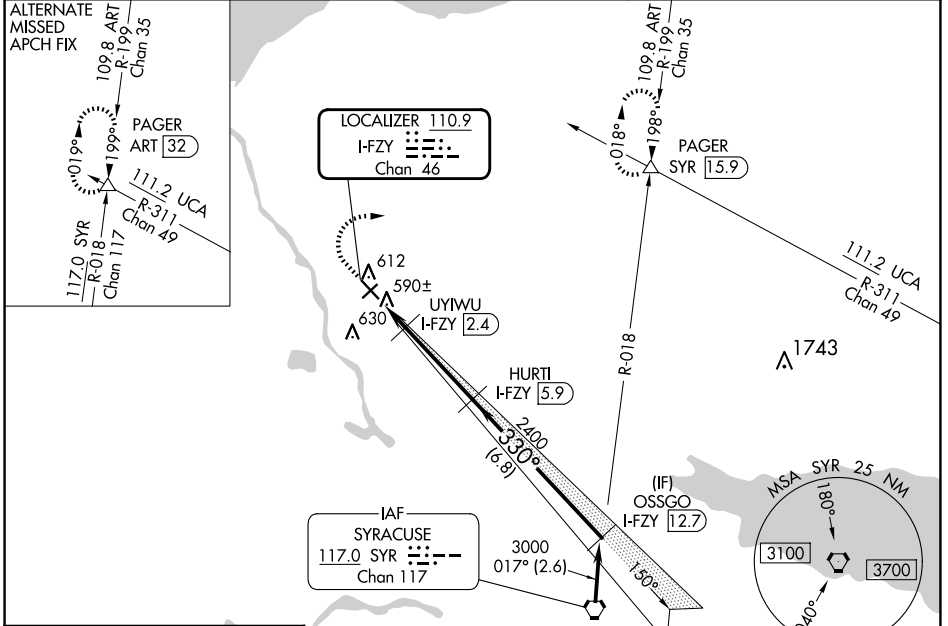 ALTERNATE
MISSED
APCH FIX
109.8 ART
R-199
Chan 35
019°
199°
PAGER
ART 32
111.2 UCA
R-311
Chan 49
117.0 SYR
R-018
Chan 117
LOCALIZER 110.9
I-FZY
Chan 46
109.8 ART
R-199
Chan 35
018°
198°
PAGER
SYR 15.9
111.2 UCA
R-311
Chan 49
R-018
612
590±
630
UYIWU
I-FZY 2.4
1743
HURTI
I-FZY 5.9
2400
330°
(6.8)
(IF)
OSSGO
I-FZY 12.7
IAF
SYRACUSE
117.0 SYR
Chan 117
3000
017° (2.6)
150°
MSA SYR 25 NM
180°
3100
3700
040°